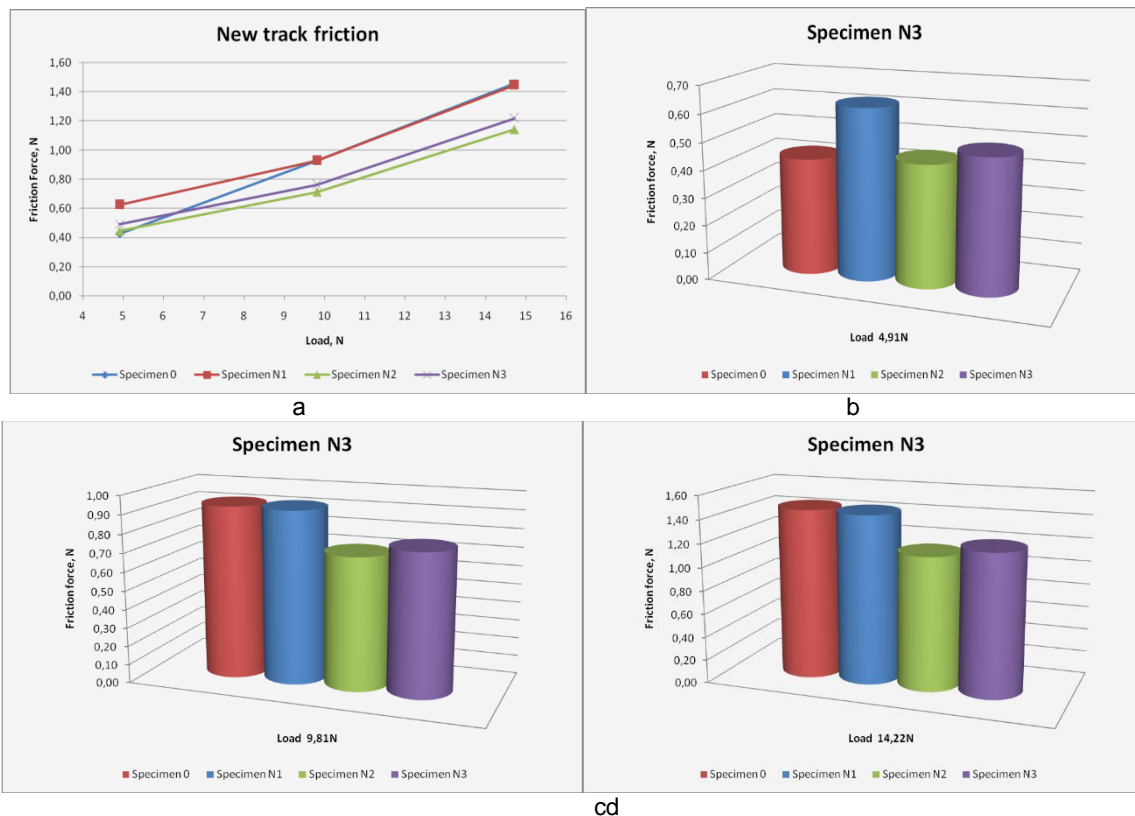 New track friction
1,60
1,40
1,20
1,00
0,80
0,60
0,40
0,20
0,00
Friction Force, N
4 5 6 7 8 9 10 11 12 13 14 15 16
Load, N
Specimen 0 Specimen N1 Specimen N2 Specimen N3
a
Specimen N3
0,70
0,60
0,50
0,40
0,30
0,20
0,10
0,00
Friction force, N
Load 4,91N
Specimen 0 Specimen N1 Specimen N2 Specimen N3
b
Specimen N3
1,00
0,90
0,80
0,70
0,60
0,50
0,40
0,30
0,20
0,10
0,00
Friction force, N
Load 9,81N
Specimen 0 Specimen N1 Specimen N2 Specimen N3
Specimen N3
1,60
1,40
1,20
1,00
0,80
0,60
0,40
0,20
0,00
Friction force, N
Load 14,22N
Specimen 0 Specimen N1 Specimen N2 Specimen N3
cd